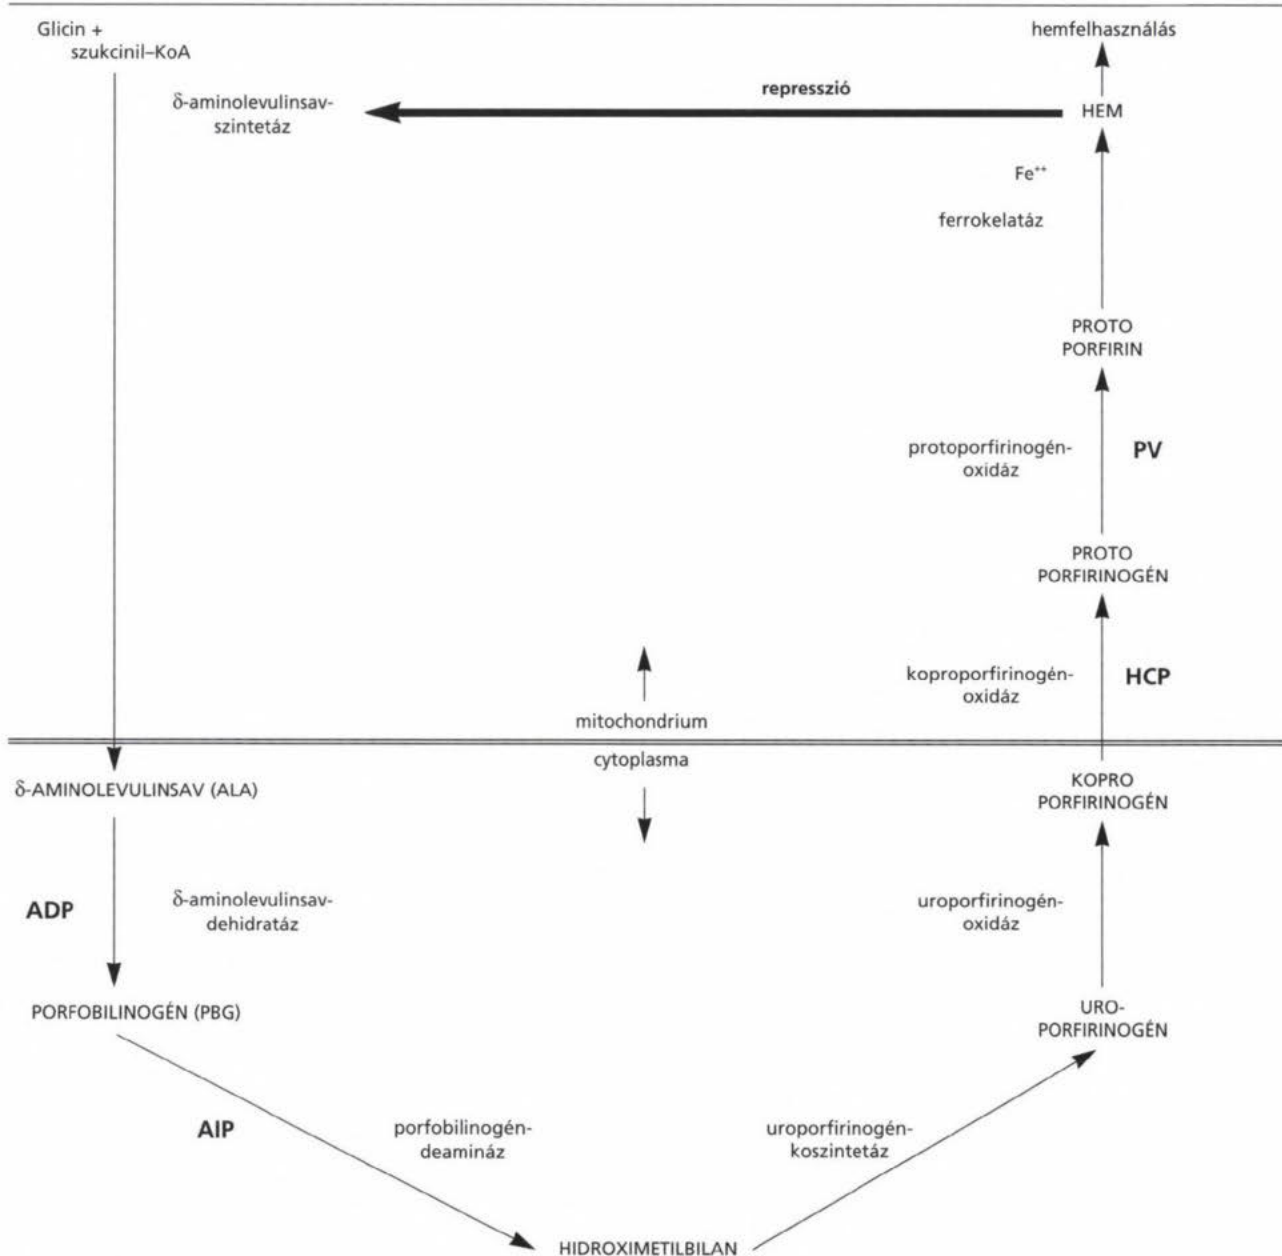 Glicin +
szukcinil–KoA
δ-aminolevulinsav-
szintetáz
represszió
hemfelhasználás
HEM
Fe⁺⁺
ferrokelatáz
PROTO
PORFIRIN
protoporfirinogén-
oxidáz
PV
PROTO
PORFIRINOGÉN
koproporfirinogén-
oxidáz
HCP
mitochondrium
cytoplasma
δ-AMINOLEVULINSAV (ALA)
KOPRO
PORFIRINOGÉN
ADP
δ-aminolevulinsav-
dehidratáz
uroporfirinogén-
oxidáz
PORFOBILINOGÉN (PBG)
URO-
PORFIRINOGÉN
AIP
porfobilinogén-
deamináz
uroporfirinogén-
koszintetáz
HIDROXIMETILBILAN